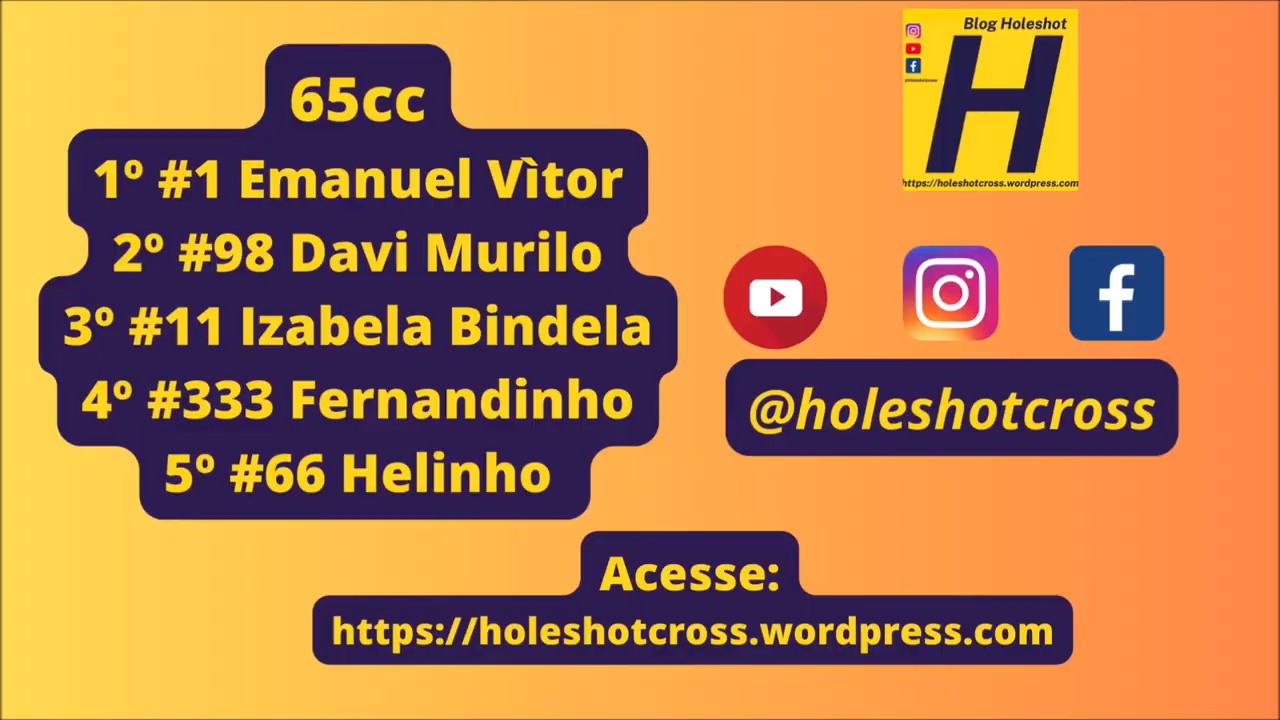 65cc
1º #1 Emanuel Vìtor
2º #98 Davi Murilo
3º #11 Izabela Bindela
4º #333 Fernandinho
5º #66 Helinho
Blog Holeshot
H
https://holeshotcross.wordpress.com
@holeshotcross
Acesse:
https://holeshotcross.wordpress.com